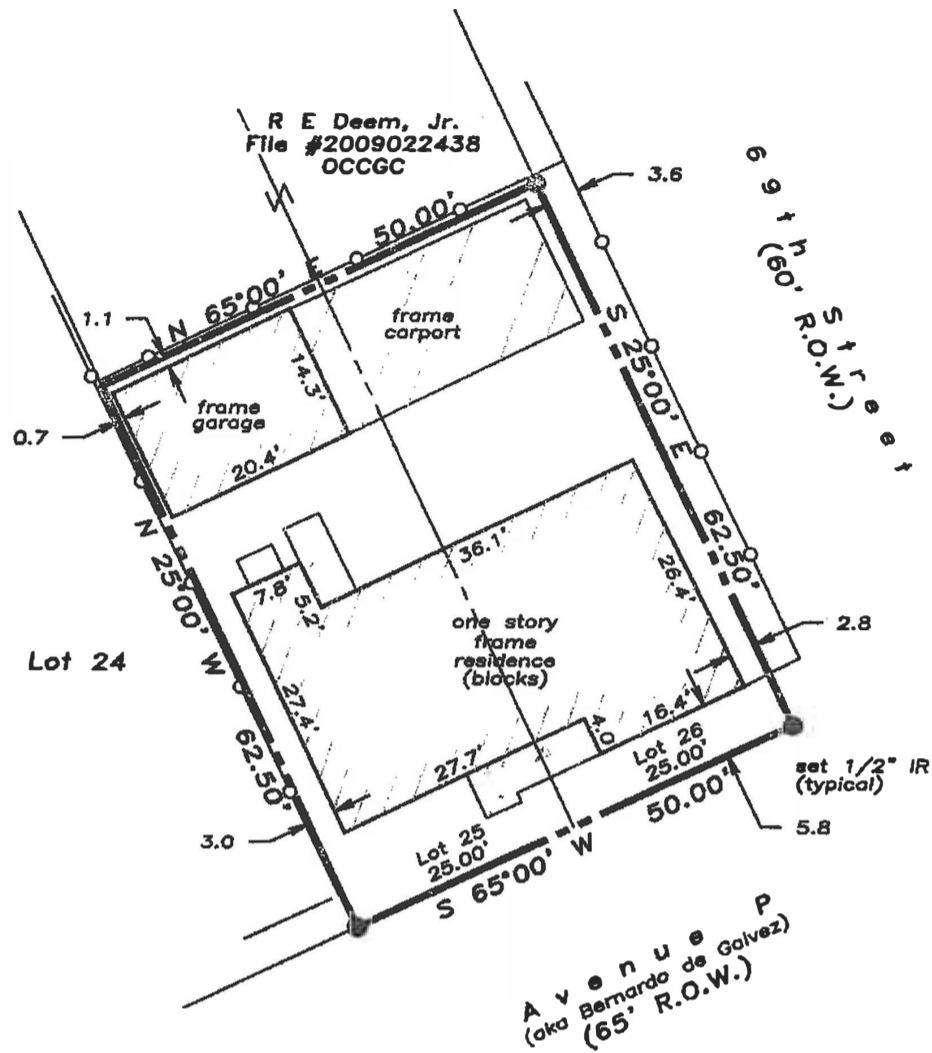 R E Deem, Jr.
File #2009022438
OCCGC
3.6
69th Street
(60' R.O.W.)
N 65°00' E 50.00'
1.1
frame
carport
14.3'
frame
garage
20.4'
0.7
S 25°00' E 62.50'
N 25°00' W 62.50'
36.1'
7.8'
5.2'
26.4'
one story
frame
residence
(blocks)
2.8
Lot 24
27.4'
16.4'
4.0
27.7'
Lot 26
25.00'
set 1/2" IR
(typical)
3.0
5.8
Lot 25
25.00'
S 65°00' W 50.00'
Avenue P
(aka Bernardo de Galvez)
(65' R.O.W.)